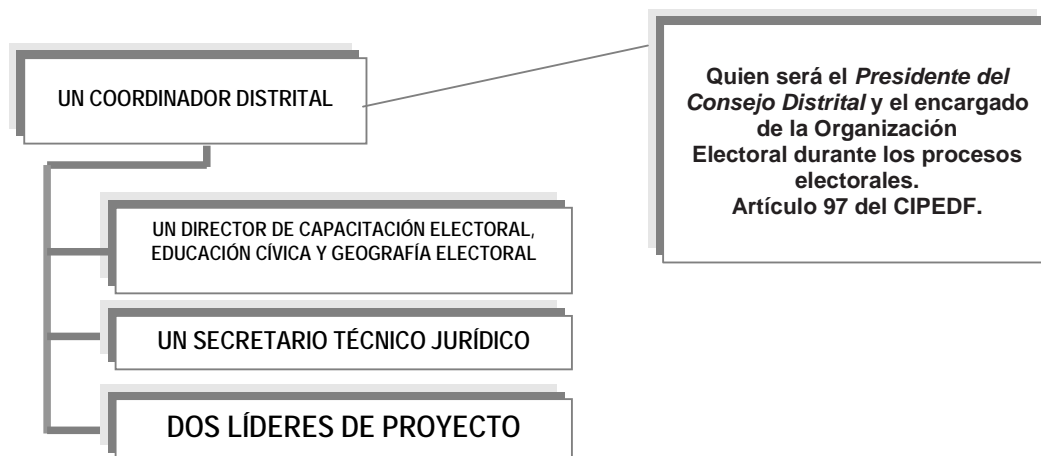 UN COORDINADOR DISTRITAL
Quien será el Presidente del
Consejo Distrital y el encargado
de la Organización
Electoral durante los procesos
electorales.
Artículo 97 del CIPEDF.
UN DIRECTOR DE CAPACITACIÓN ELECTORAL,
EDUCACIÓN CÍVICA Y GEOGRAFÍA ELECTORAL
UN SECRETARIO TÉCNICO JURÍDICO
DOS LÍDERES DE PROYECTO